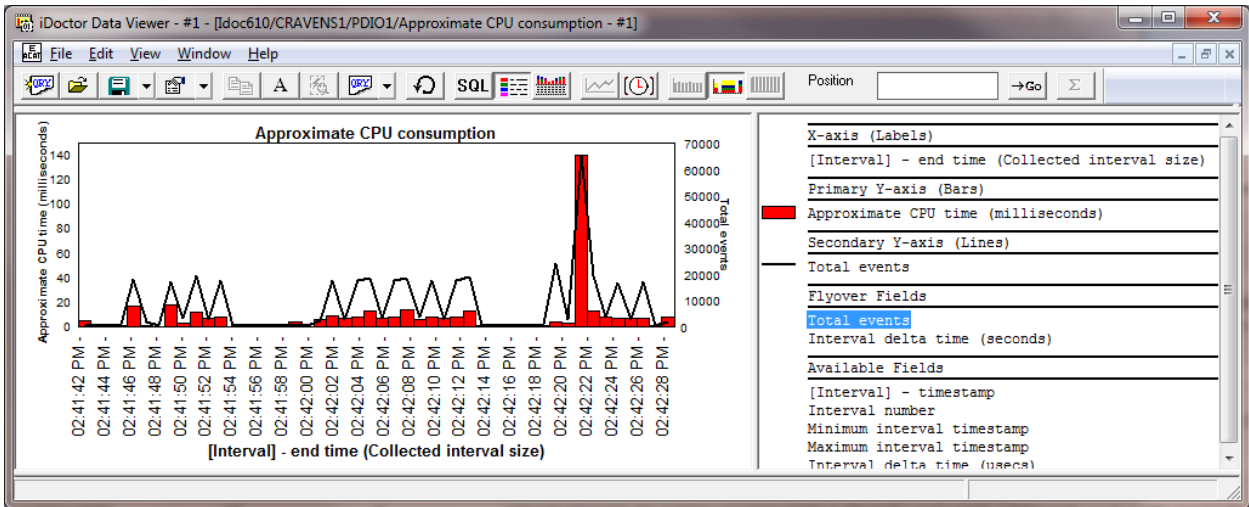 iDoctor Data Viewer - #1 - [Idoc610/CRAVENS1/PDIO1/Approximate CPU consumption - #1]
File Edit View Window Help
SQL Position →Go Σ
Approximate CPU consumption
Approximate CPU time (milliseconds)
140
120
100
80
60
40
20
0
70000
60000
50000
40000
30000
20000
10000
0
Total events
02:41:42 PM -
02:41:44 PM -
02:41:46 PM -
02:41:48 PM -
02:41:50 PM -
02:41:52 PM -
02:41:54 PM -
02:41:56 PM -
02:41:58 PM -
02:42:00 PM -
02:42:02 PM -
02:42:04 PM -
02:42:06 PM -
02:42:08 PM -
02:42:10 PM -
02:42:12 PM -
02:42:14 PM -
02:42:16 PM -
02:42:18 PM -
02:42:20 PM -
02:42:22 PM -
02:42:24 PM -
02:42:26 PM -
02:42:28 PM -
[Interval] - end time (Collected interval size)
X-axis (Labels)
[Interval] - end time (Collected interval size)
Primary Y-axis (Bars)
Approximate CPU time (milliseconds)
Secondary Y-axis (Lines)
Total events
Flyover Fields
Total events
Interval delta time (seconds)
Available Fields
[Interval] - timestamp
Interval number
Minimum interval timestamp
Maximum interval timestamp
Interval delta time (usecs)